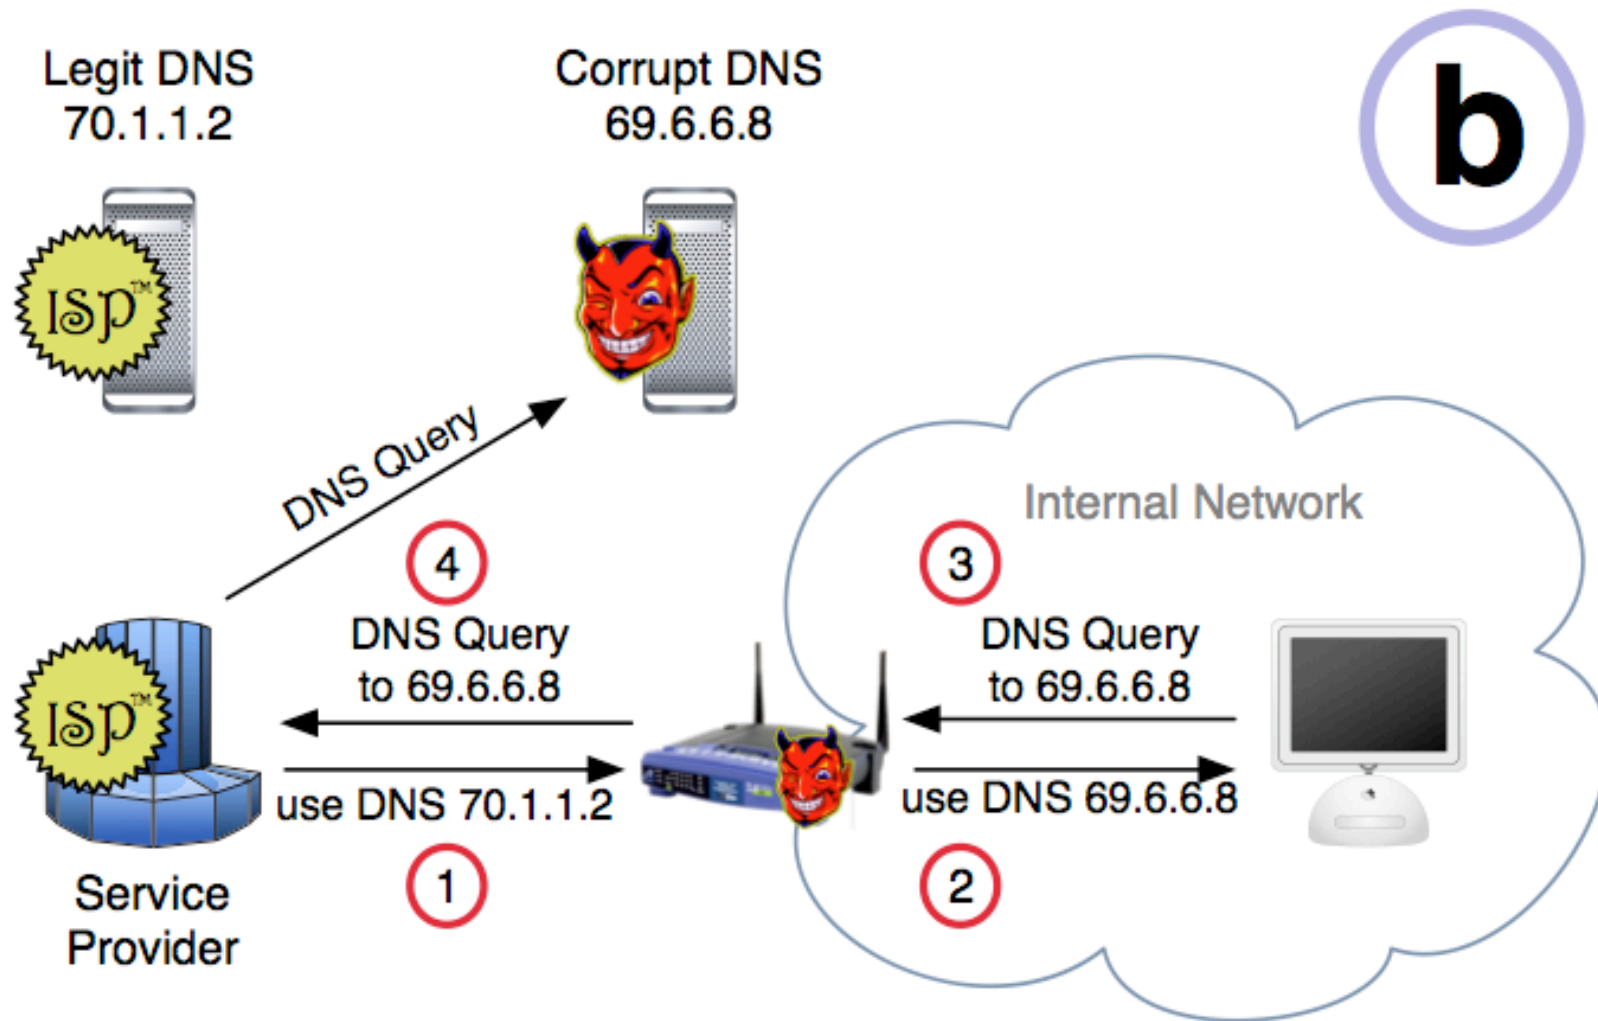 Legit DNS
70.1.1.2
Corrupt DNS
69.6.6.8
b
ISP™
DNS Query
Internal Network
4
3
DNS Query
to 69.6.6.8
DNS Query
to 69.6.6.8
ISP™
use DNS 70.1.1.2
use DNS 69.6.6.8
1
2
Service
Provider